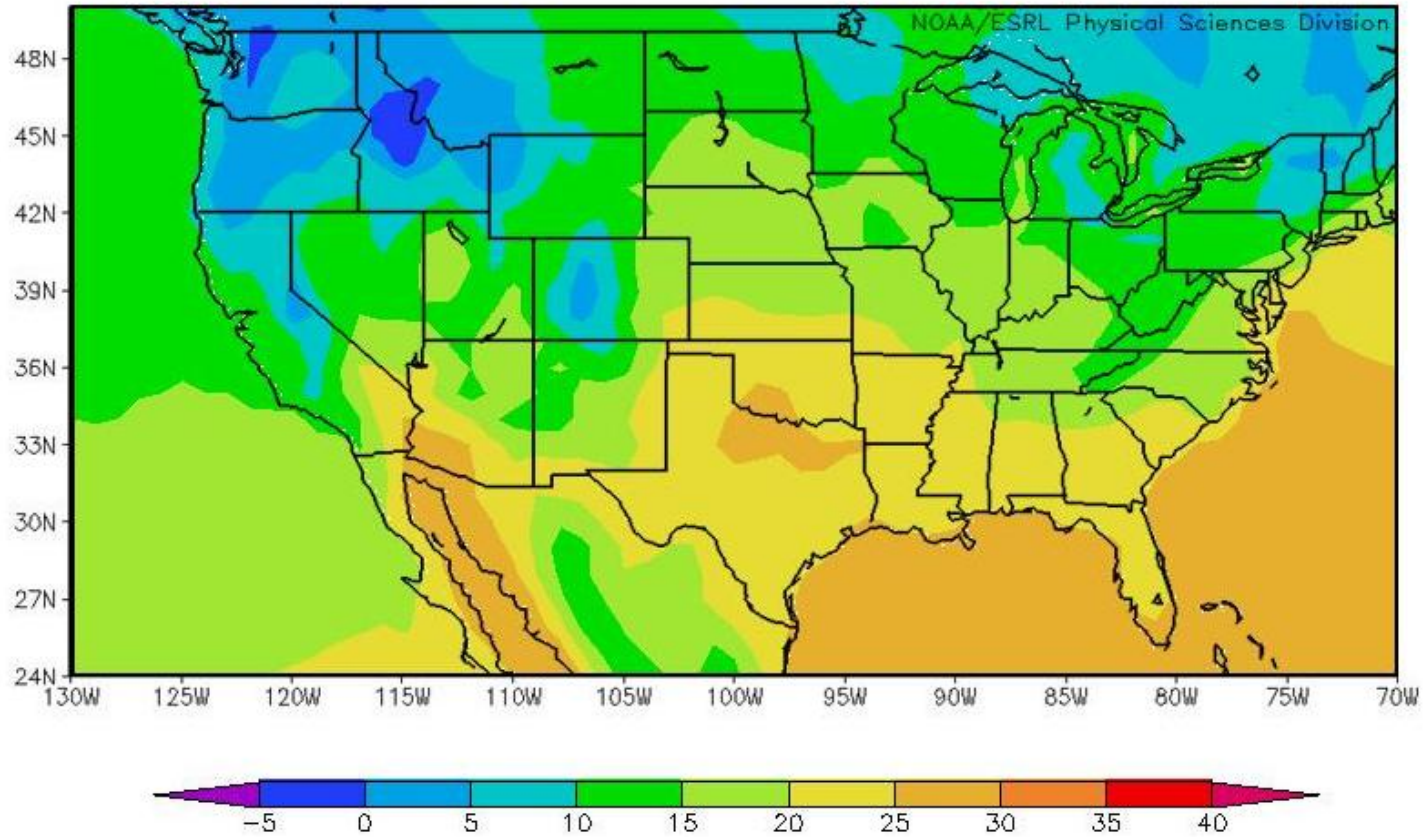 NOAA/ESRL Physical Sciences Division
48N
45N
42N
39N
36N
33N
30N
27N
24N
130W 125W 120W 115W 110W 105W 100W 95W 90W 85W 80W 75W 70W
−5 0 5 10 15 20 25 30 35 40